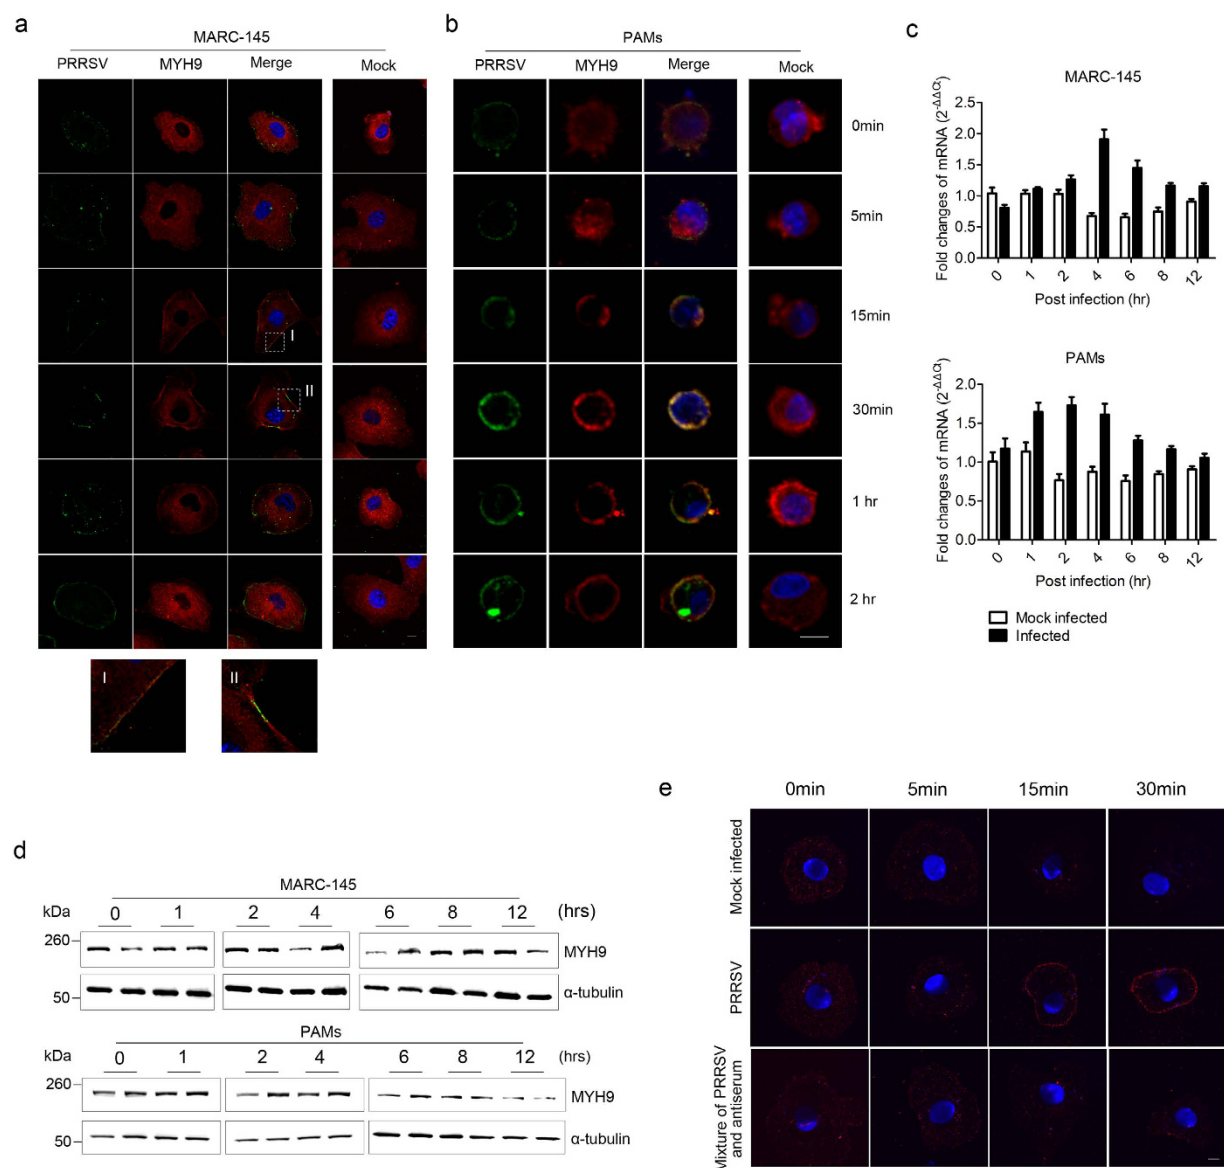 a
MARC-145
PRRSV MYH9 Merge Mock
I
II
I
II
b
PAMs
PRRSV MYH9 Merge Mock
0min
5min
15min
30min
1 hr
2 hr
c
MARC-145
Fold changes of mRNA (2^-ΔΔCt)
2.5
2.0
1.5
1.0
0.5
0.0
0 1 2 4 6 8 12
Post infection (hr)
PAMs
Fold changes of mRNA (2^-ΔΔCt)
2.0
1.5
1.0
0.5
0.0
0 1 2 4 6 8 12
Post infection (hr)
Mock infected
Infected
d
MARC-145
kDa 0 1 2 4 6 8 12 (hrs)
260 MYH9
50 α-tubulin
PAMs
kDa 0 1 2 4 6 8 12 (hrs)
260 MYH9
50 α-tubulin
e
0min 5min 15min 30min
Mock infected
PRRSV
Mixture of PRRSV
and antiserum